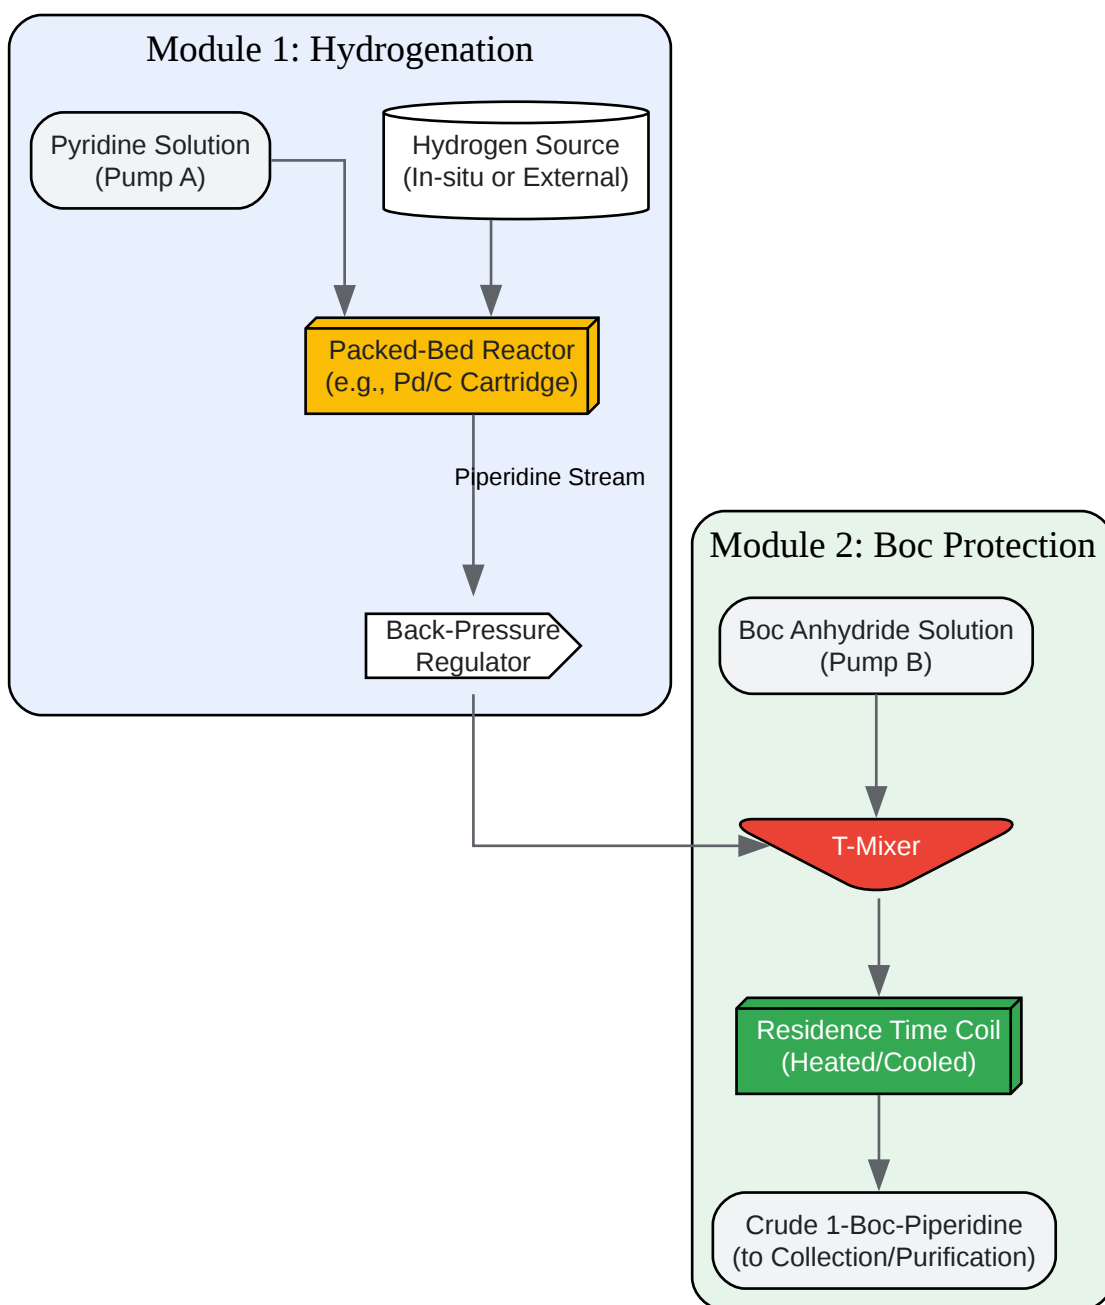 Module 1: Hydrogenation
Pyridine Solution
(Pump A)
Hydrogen Source
(In-situ or External)
Packed-Bed Reactor
(e.g., Pd/C Cartridge)
Piperidine Stream
Back-Pressure
Regulator
Module 2: Boc Protection
Boc Anhydride Solution
(Pump B)
T-Mixer
Residence Time Coil
(Heated/Cooled)
Crude 1-Boc-Piperidine
(to Collection/Purification)